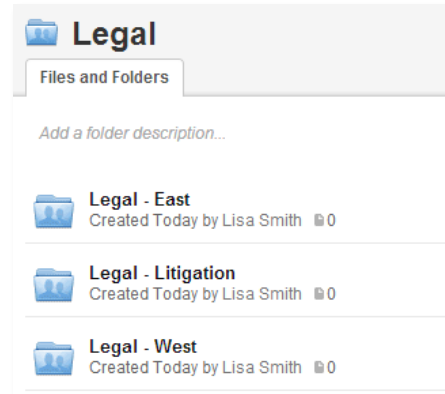 Legal
Files and Folders
Add a folder description...
Legal - East
Created Today by Lisa Smith 0
Legal - Litigation
Created Today by Lisa Smith 0
Legal - West
Created Today by Lisa Smith 0